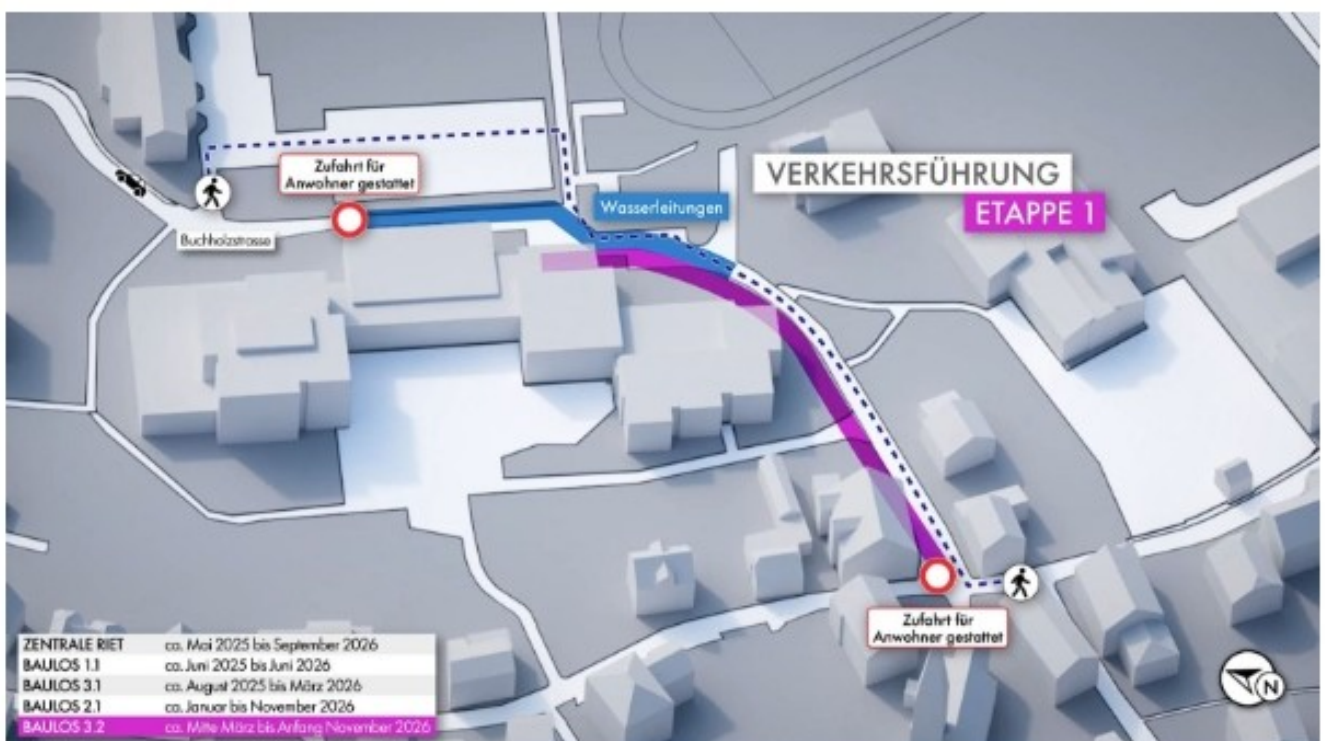 VERKEHRSFÜHRUNG
ETAPPE 1
Zufahrt für
Anwohner gestattet
Wasserleitungen
Buchholzstrasse
Zufahrt für
Anwohner gestattet
ZENTRALE RIET ca. Mai 2025 bis September 2026
BAULOS 1.1 ca. Juni 2025 bis Juni 2026
BAULOS 3.1 ca. August 2025 bis März 2026
BAULOS 2.1 ca. Januar bis November 2026
BAULOS 3.2 ca. Mitte März bis Anfang November 2026
N